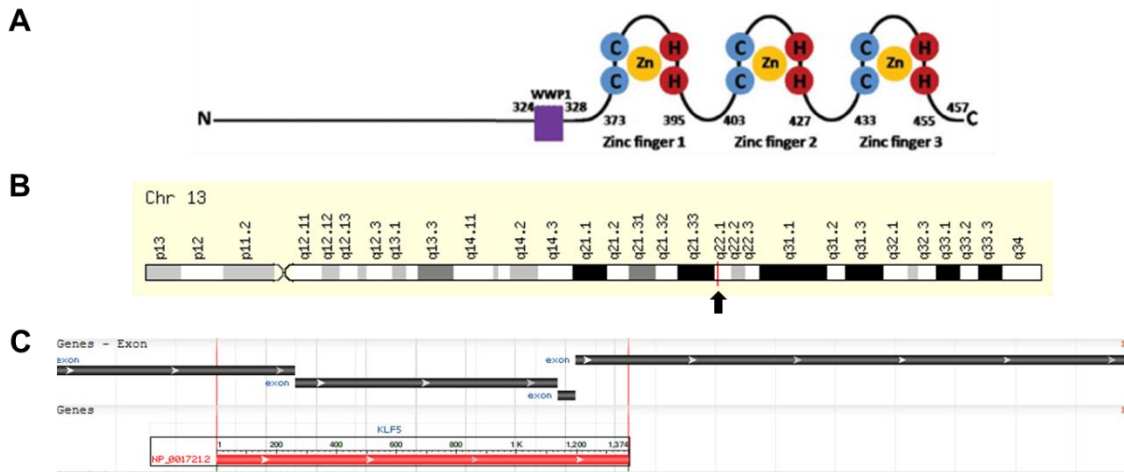 A
N
324
WWP1
328
C
C
Zn
H
H
373
395
Zinc finger 1
C
C
Zn
H
H
403
427
Zinc finger 2
C
C
Zn
H
H
433
455
Zinc finger 3
457
C
B
Chr 13
p13
p12
p11.2
q12.11
q12.12
q12.13
q12.3
q13.1
q13.3
q14.11
q14.2
q14.3
q21.1
q21.2
q21.31
q21.32
q21.33
q22.1
q22.2
q22.3
q31.1
q31.2
q31.3
q32.1
q32.3
q33.1
q33.2
q33.3
q34
C
Genes - Exon
exon
exon
exon
exon
Genes
KLF5
1 200 400 600 800 1 K 1,200 1,374
NP_001721.2